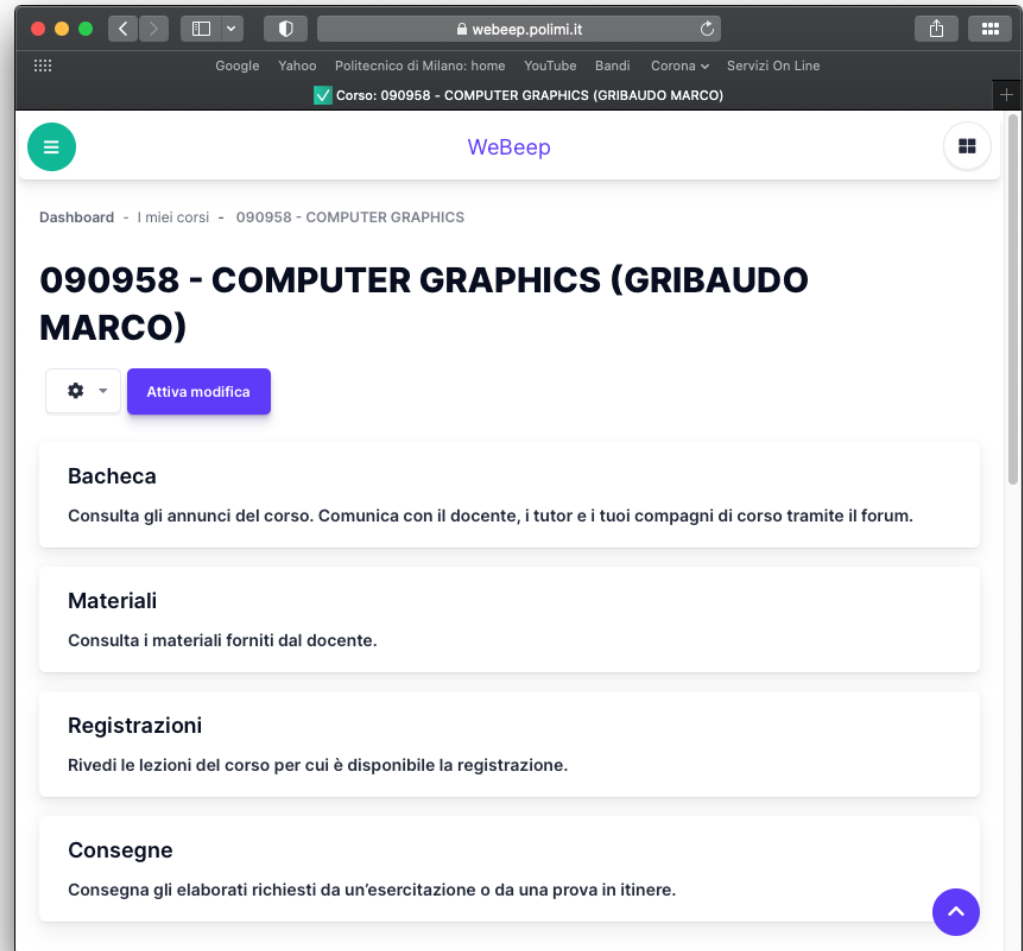 webeep.polimi.it
Google Yahoo Politecnico di Milano: home YouTube Bandi Corona Servizi On Line
Corso: 090958 - COMPUTER GRAPHICS (GRIBAUDO MARCO)
WeBeep
Dashboard - I miei corsi - 090958 - COMPUTER GRAPHICS
090958 - COMPUTER GRAPHICS (GRIBAUDO
MARCO)
Attiva modifica
Bacheca
Consulta gli annunci del corso. Comunica con il docente, i tutor e i tuoi compagni di corso tramite il forum.
Materiali
Consulta i materiali forniti dal docente.
Registrazioni
Rivedi le lezioni del corso per cui è disponibile la registrazione.
Consegne
Consegna gli elaborati richiesti da un’esercitazione o da una prova in itinere.